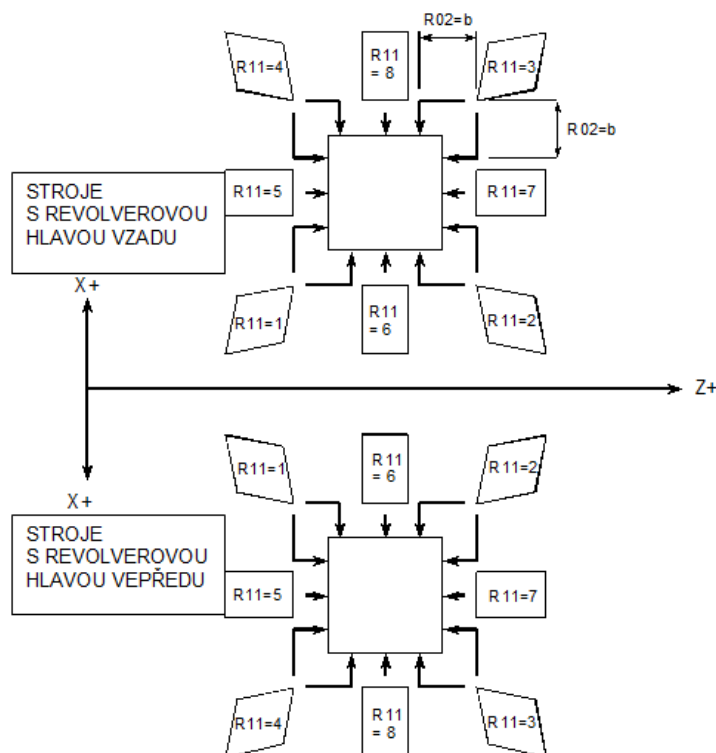 R02=b
R11=4
R11
= 8
R11=3
R02=b
R11=5
R11=7
STROJE
S REVOLVEROVOU
HLAVOU VZADU
X+
R11=1
R11
= 6
R11=2
Z+
R11=1
R11
= 6
R11=2
X+
STROJE
S REVOLVEROVOU
HLAVOU VEPŘEDU
R11=5
R11=7
R11=4
R11
= 8
R11=3